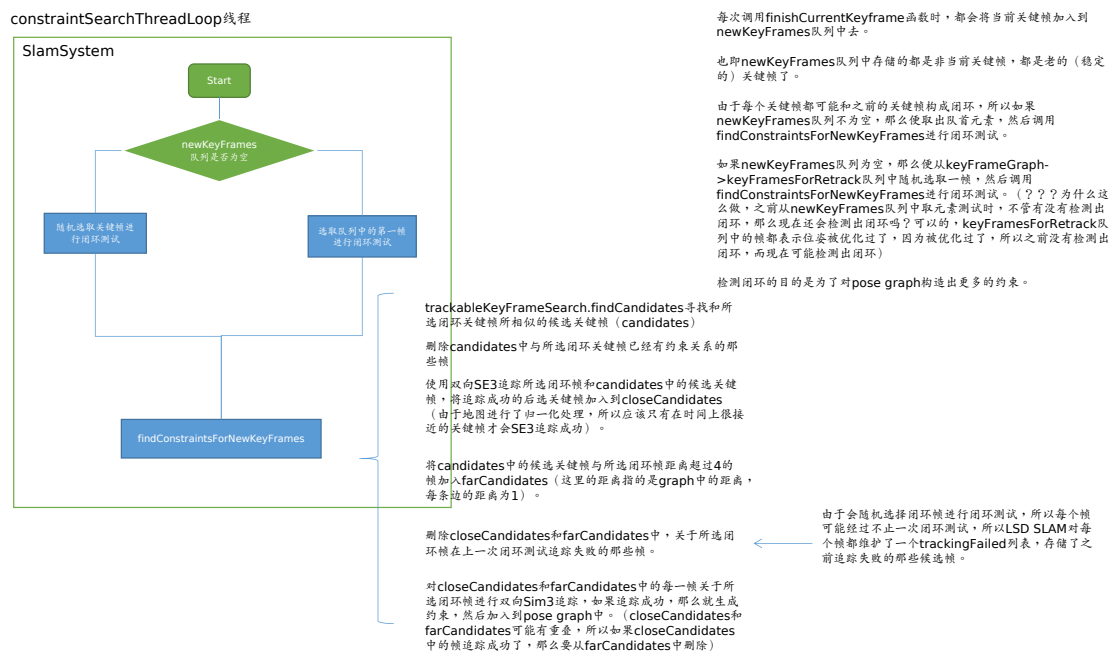 constraintSearchThreadLoop线程
SlamSystem
Start
newKeyFrames
队列是否为空
随机选取关键帧进
行闭环测试
选取队列中的第一帧
进行闭环测试
findConstraintsForNewKeyFrames
trackableKeyFrameSearch.findCandidates寻找和所
选闭环关键帧所相似的候选关键帧（candidates）
删除candidates中与所选闭环关键帧已经有约束关系的那
些帧
使用双向SE3追踪所选闭环帧和candidates中的候选关键
帧，将追踪成功的后选关键帧加入到closeCandidates
（由于地图进行了归一化处理，所以应该只有在时间上很接
近的关键帧才会SE3追踪成功）。
将candidates中的候选关键帧与所选闭环帧距离超过4的
帧加入farCandidates（这里的距离指的是graph中的距离，
每条边的距离为1）。
删除closeCandidates和farCandidates中，关于所选闭
环帧在上一次闭环测试追踪失败的那些帧。
对closeCandidates和farCandidates中的每一帧关于所
选闭环帧进行双向Sim3追踪，如果追踪成功，那么就生成
约束，然后加入到pose graph中。（closeCandidates和
farCandidates可能有重叠，所以如果closeCandidates
中的帧追踪成功了，那么要从farCandidates中删除）
每次调用finishCurrentKeyframe函数时，都会将当前关键帧加入到
newKeyFrames队列中去。
也即newKeyFrames队列中存储的都是非当前关键帧，都是老的（稳定
的）关键帧了。
由于每个关键帧都可能和之前的关键帧构成闭环，所以如果
newKeyFrames队列不为空，那么便取出队首元素，然后调用
findConstraintsForNewKeyFrames进行闭环测试。
如果newKeyFrames队列为空，那么便从keyFrameGraph-
>keyFramesForRetrack队列中随机选取一帧，然后调用
findConstraintsForNewKeyFrames进行闭环测试。（？？？为什么这
么做，之前从newKeyFrames队列中取元素测试时，不管有没有检测出
闭环，那么现在还会检测出闭环吗？可以的，keyFramesForRetrack队
列中的帧都表示位姿被优化过了，因为被优化过了，所以之前没有检测出
闭环，而现在可能检测出闭环）
检测闭环的目的是为了对pose graph构造出更多的约束。
由于会随机选择闭环帧进行闭环测试，所以每个帧
可能经过不止一次闭环测试，所以LSD SLAM对每
个帧都维护了一个trackingFailed列表，存储了之
前追踪失败的那些候选帧。